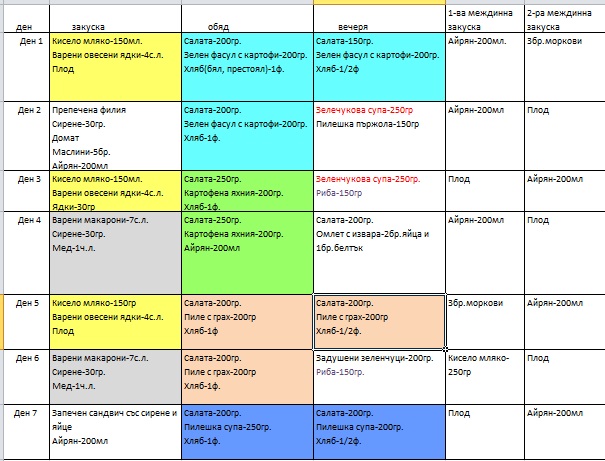 ден закуска обяд вечеря 1-ва междинна закуска 2-ра междинна закуска
Ден 1
Кисело мляко-150мл.
Варени овесени ядки-4с.л.
Плод
Салата-200гр.
Зелен фасул с картофи-200гр.
Хляб(бял, престоял)-1ф.
Салата-150гр.
Зелен фасул с картофи-200гр.
Хляб-1/2ф
Айрян-200мл.
3бр.моркови
Ден 2
Препечена филия
Сирене-30гр.
Домат
Маслини-5бр.
Айрян-200мл
Салата-200гр.
Зелен фасул с картофи-200гр.
Хляб-1ф.
Зелечукова супа-250гр
Пилешка пържола-150гр
Айрян-200мл
Плод
Ден 3
Кисело мляко-150мл.
Варени овесени ядки-4с.л.
Ядки-30гр
Салата-250гр.
Картофена яхния-200гр.
Хляб-1ф.
Зеленчукова супа-250гр.
Риба-150гр
Плод
Айрян-200мл
Ден 4
Варени макарони-7с.л.
Сирене-30гр.
Мед-1ч.л.
Салата-250гр.
Картофена яхния-200гр.
Айрян-200мл
Салата-200гр.
Омлет с извара-2бр.яйца и
1бр.белтък
Айрян-200мл
Плод
Ден 5
Кисело мляко-150гр
Варени овесени ядки-4с.л.
Плод
Салата-200гр.
Пиле с грах-200гр
Хляб-1ф
Салата-200гр.
Пиле с грах-200гр
Хляб-1/2ф.
3бр.моркови
Айрян-200мл
Ден 6
Варени макарони-7с.л.
Сирене-30гр.
Мед-1ч.л.
Салата-200гр.
Пиле с грах-200гр
Хляб-1ф.
Задушени зеленчуци-200гр.
Риба-150гр.
Кисело мляко-
250гр
Плод
Ден 7
Запечен сандвич със сирене и
яйце
Айрян-200мл
Салата-200гр.
Пилешка супа-250гр.
Хляб-1ф.
Салата-200гр.
Пилешка супа-200гр.
Хляб-1/2ф.
Плод
Айрян-200мл